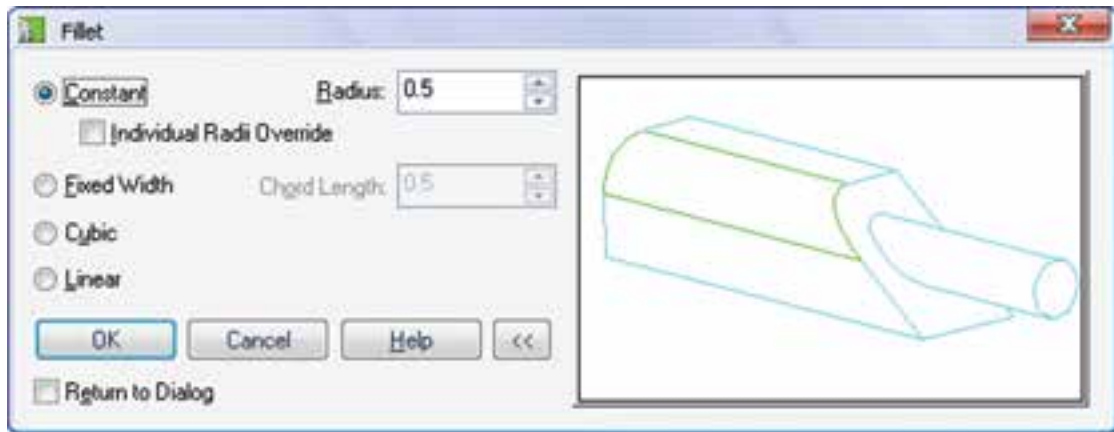 Fillet
Constant Radius: 0.5
Individual Radii Override
Fixed Width Chord Length: 0.5
Cubic
Linear
OK Cancel Help <<
Return to Dialog